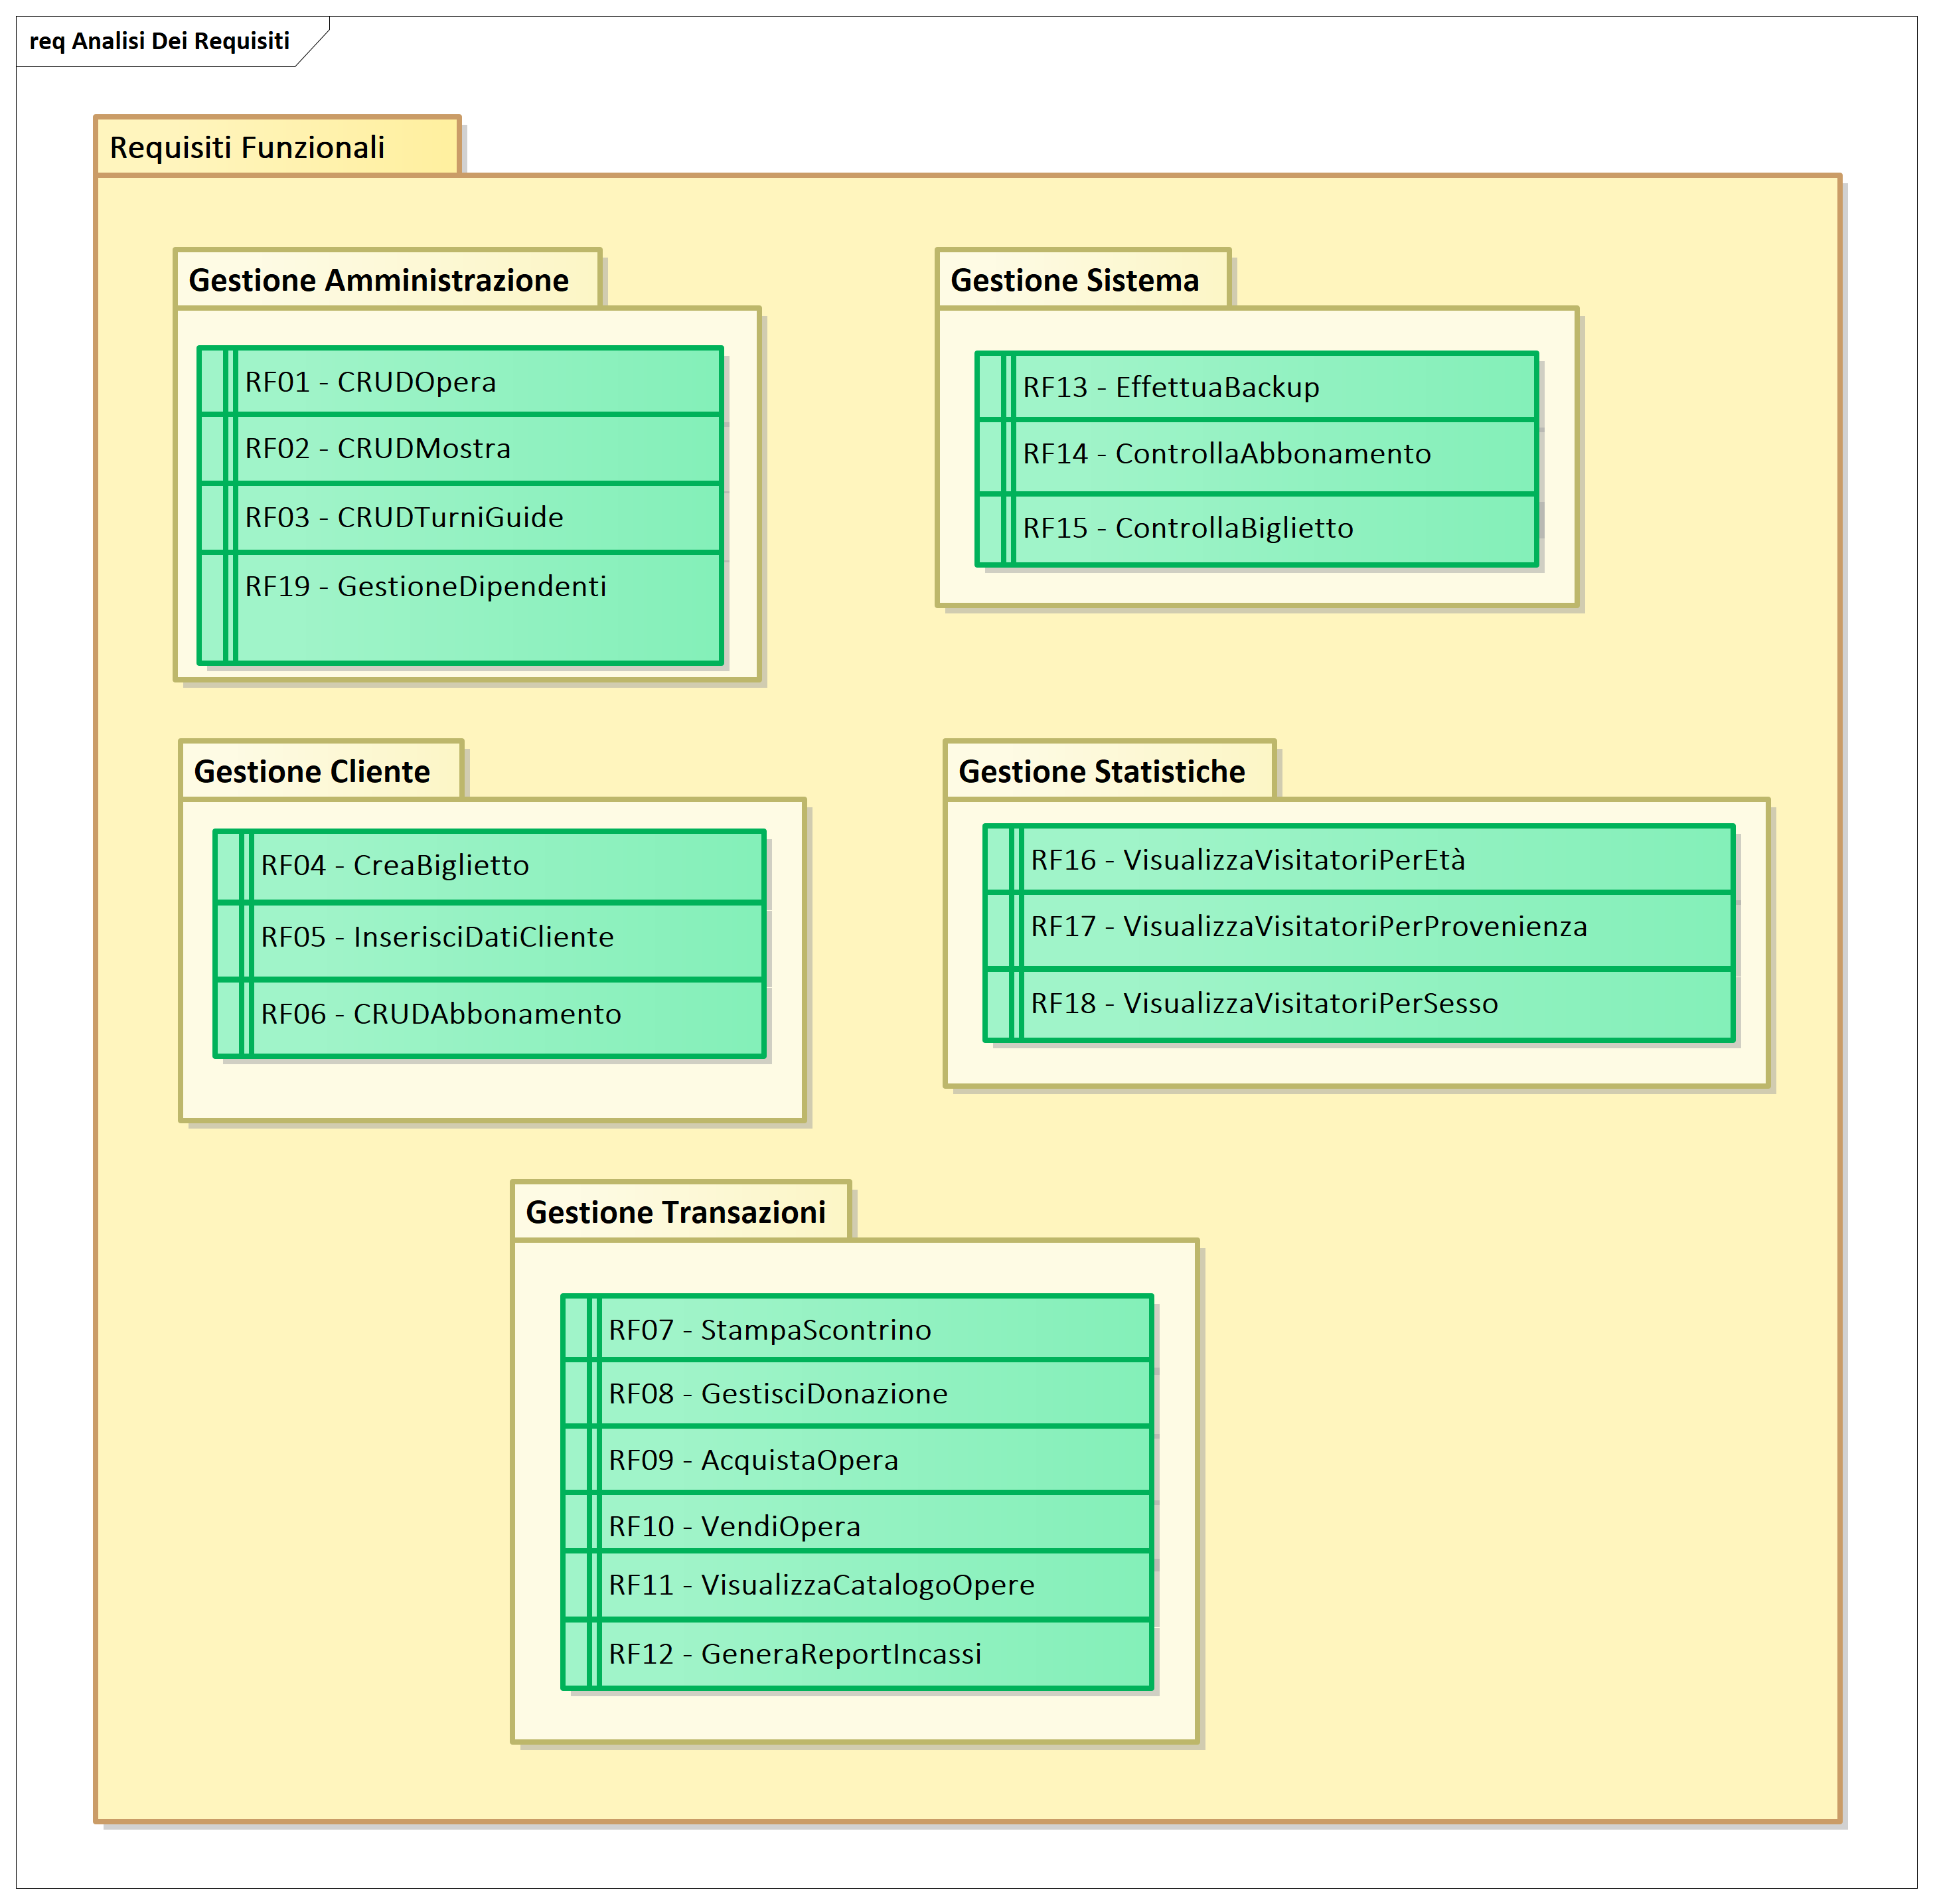 req Analisi Dei Requisiti
Requisiti Funzionali
Gestione Amministrazione
RF01 - CRUDOpera
RF02 - CRUDMostra
RF03 - CRUDTurniGuide
RF19 - GestioneDipendenti
Gestione Sistema
RF13 - EffettuaBackup
RF14 - ControllaAbbonamento
RF15 - ControllaBiglietto
Gestione Cliente
RF04 - CreaBiglietto
RF05 - InserisciDatiCliente
RF06 - CRUDAbbonamento
Gestione Statistiche
RF16 - VisualizzaVisitatoriPerEtà
RF17 - VisualizzaVisitatoriPerProvenienza
RF18 - VisualizzaVisitatoriPerSesso
Gestione Transazioni
RF07 - StampaScontrino
RF08 - GestisciDonazione
RF09 - AcquistaOpera
RF10 - VendiOpera
RF11 - VisualizzaCatalogoOpere
RF12 - GeneraReportIncassi